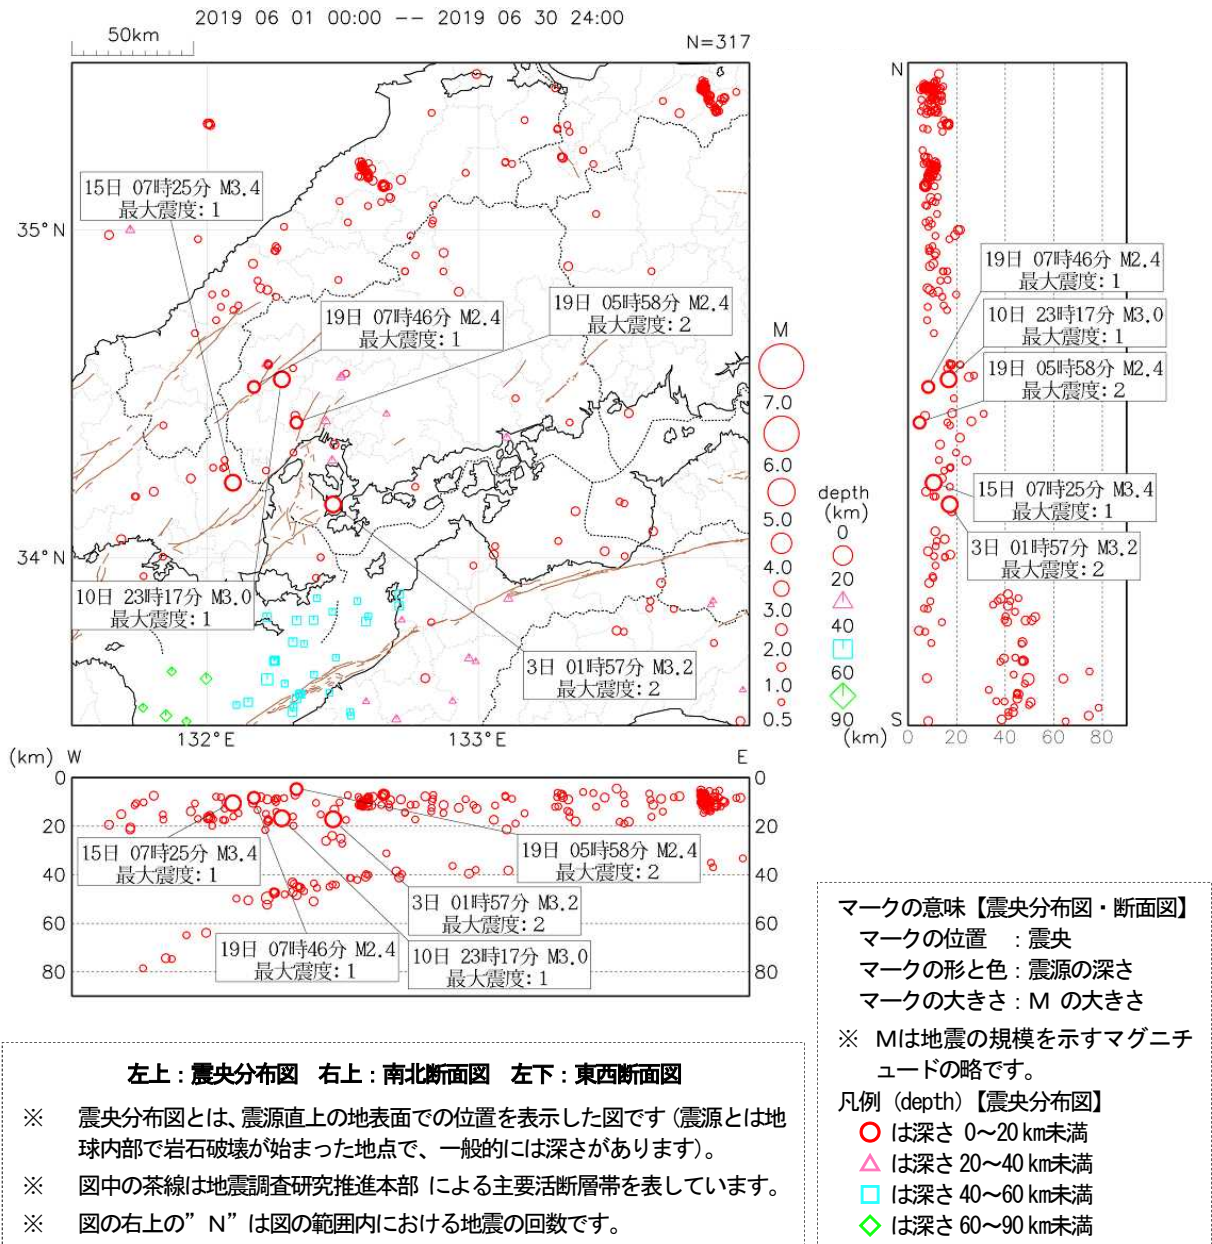 2019 06 01 00:00 -- 2019 06 30 24:00
50km
N=317
15日 07時25分 M3.4
最大震度:1
19日 07時46分 M2.4
最大震度:1
19日 05時58分 M2.4
最大震度:2
10日 23時17分 M3.0
最大震度:1
3日 01時57分 M3.2
最大震度:2
35°N
34°N
132°E
133°E
M
7.0
6.0
5.0
4.0
3.0
2.0
1.0
0.5
depth
(km)
0
20
40
60
90
(km)
N
S
19日 07時46分 M2.4
最大震度:1
10日 23時17分 M3.0
最大震度:1
19日 05時58分 M2.4
最大震度:2
15日 07時25分 M3.4
最大震度:1
3日 01時57分 M3.2
最大震度:2
0 20 40 60 80
(km) W
E
0
20
40
60
80
0
20
40
60
80
15日 07時25分 M3.4
最大震度:1
19日 05時58分 M2.4
最大震度:2
3日 01時57分 M3.2
最大震度:2
19日 07時46分 M2.4
最大震度:1
10日 23時17分 M3.0
最大震度:1
左上:震央分布図 右上:南北断面図 左下:東西断面図
※ 震央分布図とは、震源直上の地表面での位置を表示した図です(震源とは地
球内部で岩石破壊が始まった地点で、一般的には深さがあります)。
※ 図中の茶線は地震調査研究推進本部 による主要活断層帯を表しています。
※ 図の右上の”N”は図の範囲内における地震の回数です。
マークの意味【震央分布図・断面図】
マークの位置 :震央
マークの形と色:震源の深さ
マークの大きさ:M の大きさ
※ Mは地震の規模を示すマグニチ
ュードの略です。
凡例(depth)【震央分布図】
は深さ 0~20km未満
は深さ20~40km未満
は深さ40~60km未満
は深さ60~90km未満